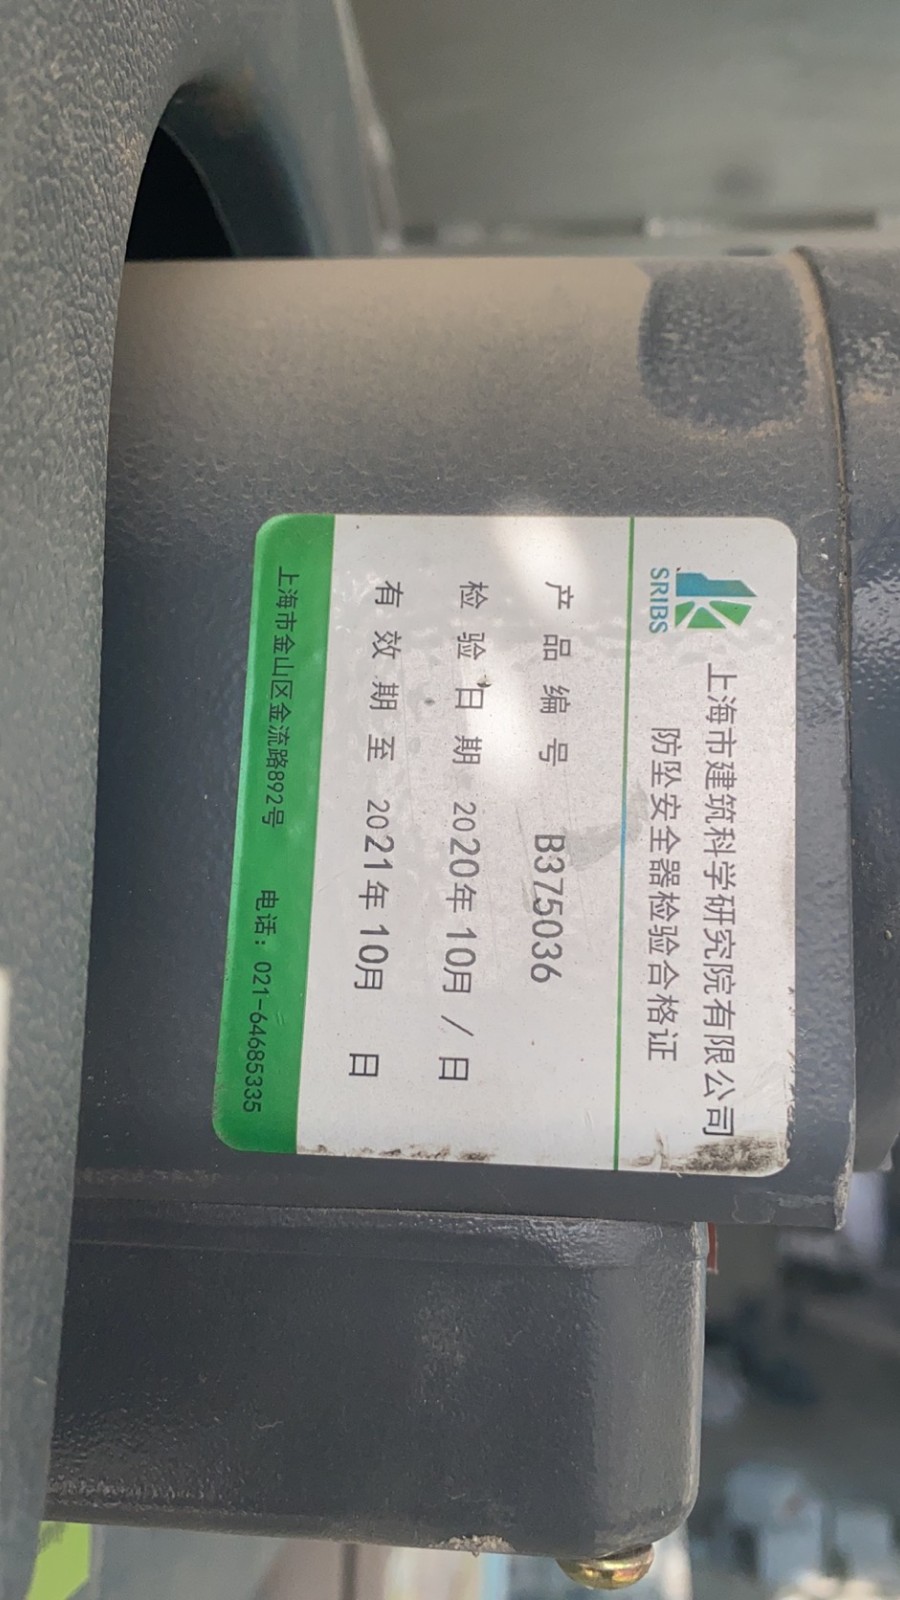 SRIBS
上海市建筑科学研究院有限公司
防坠安全器检验合格证
产品编号 B375036
检验日期 2020年10月/日
有效期至 2021年10月 日
上海市金山区金流路892号 电话：021-64685335